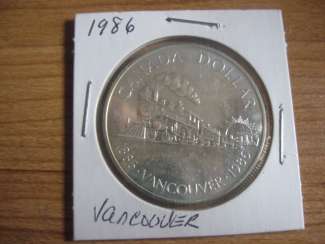 1986
CANADA DOLLAR
1886 · VANCOUVER · 1986
VANCOUVER